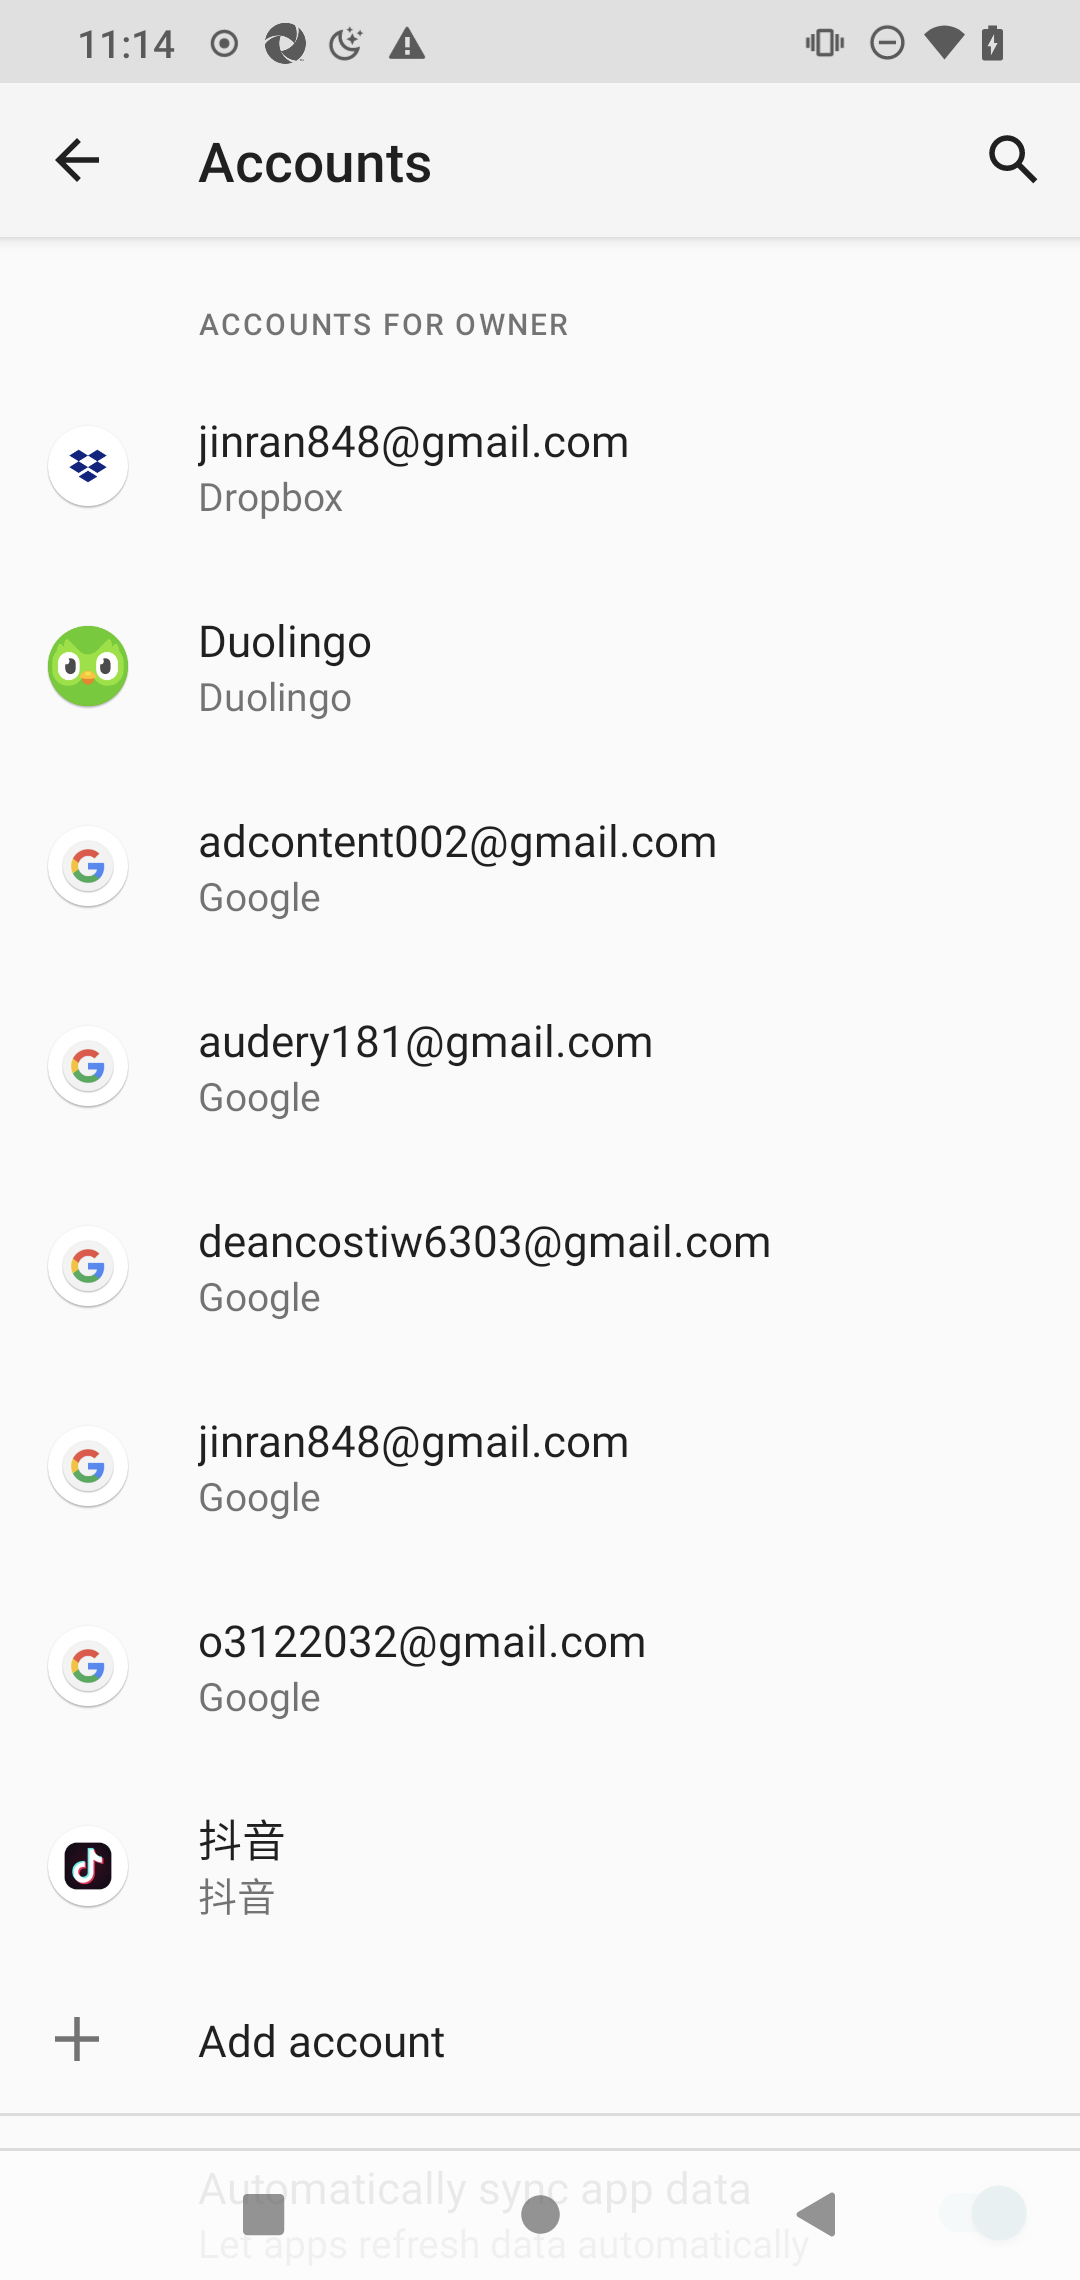 11:14
Accounts
ACCOUNTS FOR OWNER
jinran848@gmail.com
Dropbox
Duolingo
Duolingo
adcontent002@gmail.com
Google
audery181@gmail.com
Google
deancostiw6303@gmail.com
Google
jinran848@gmail.com
Google
o3122032@gmail.com
Google
抖音
抖音
Add account
Automatically sync app data
Let apps refresh data automatically